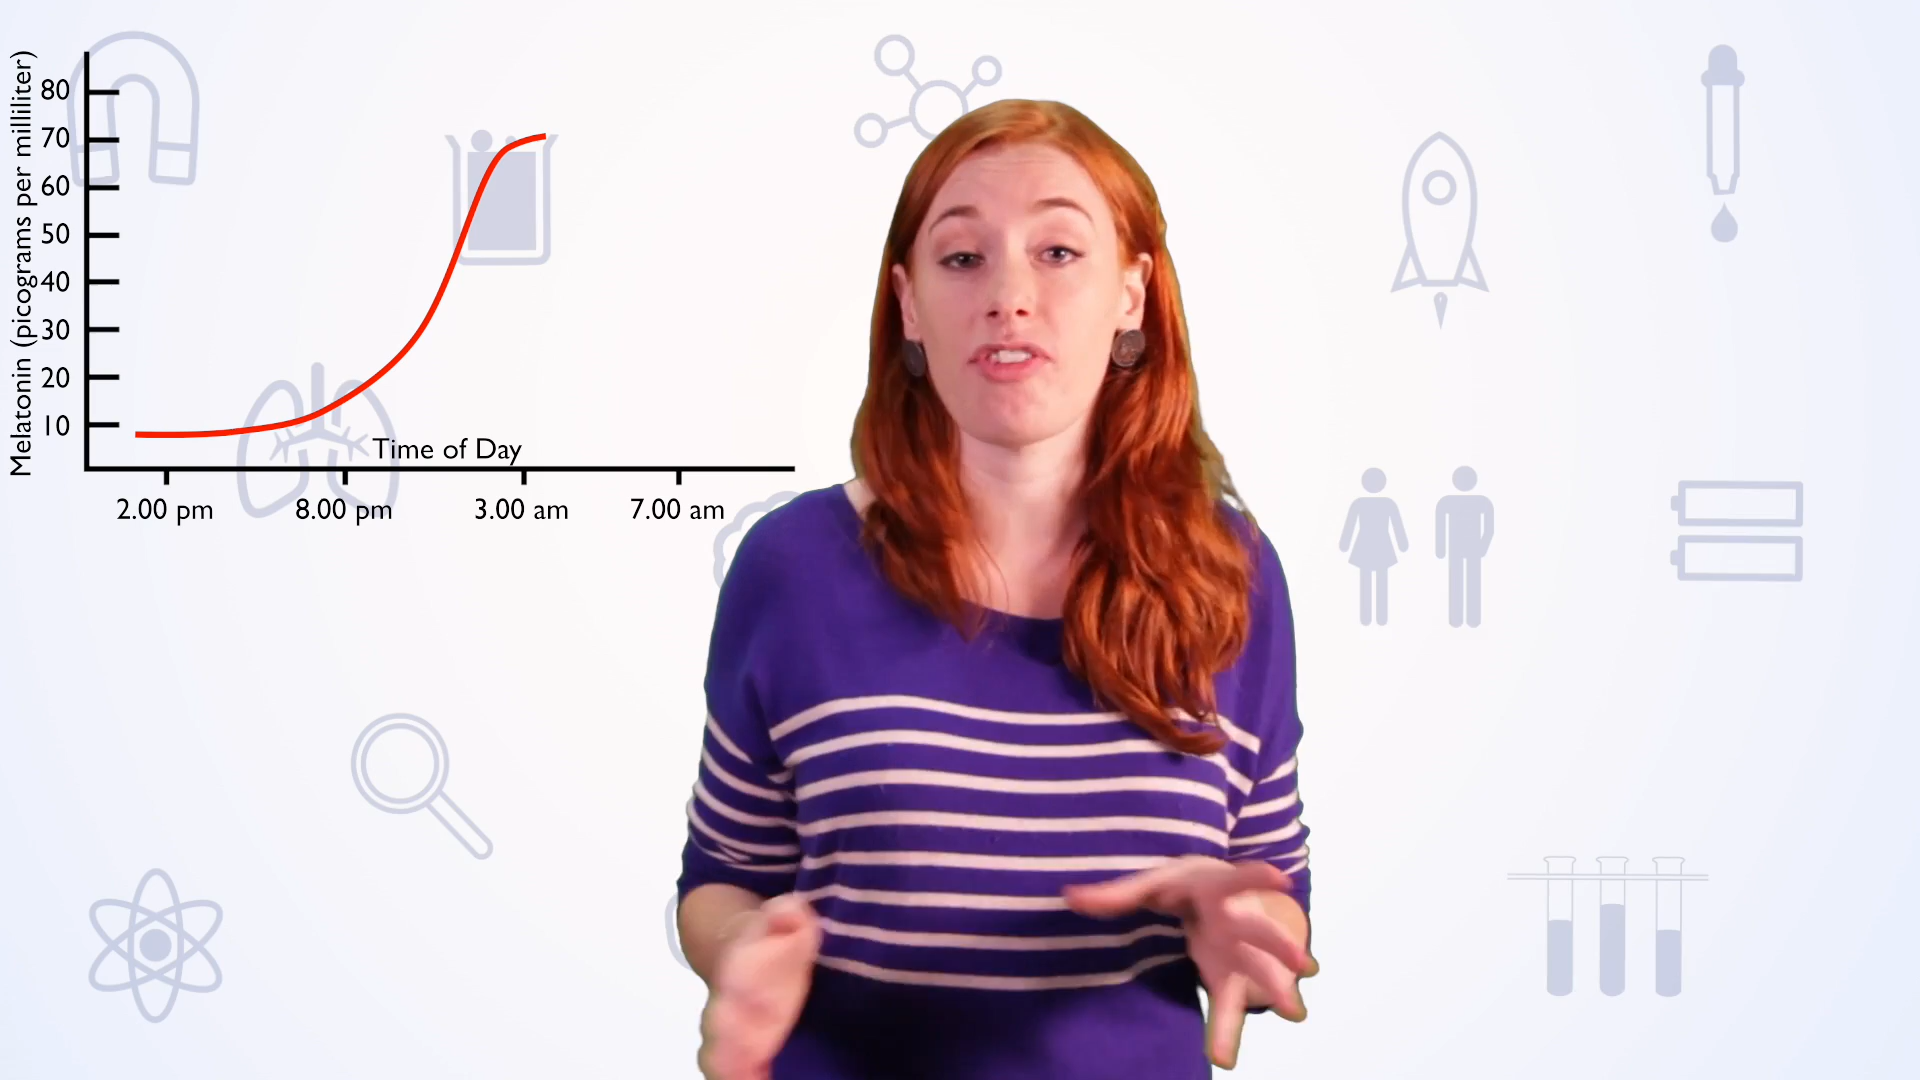 Melatonin (picograms per milliliter)
80
70
60
50
40
30
20
10
Time of Day
2.00 pm 8.00 pm 3.00 am 7.00 am